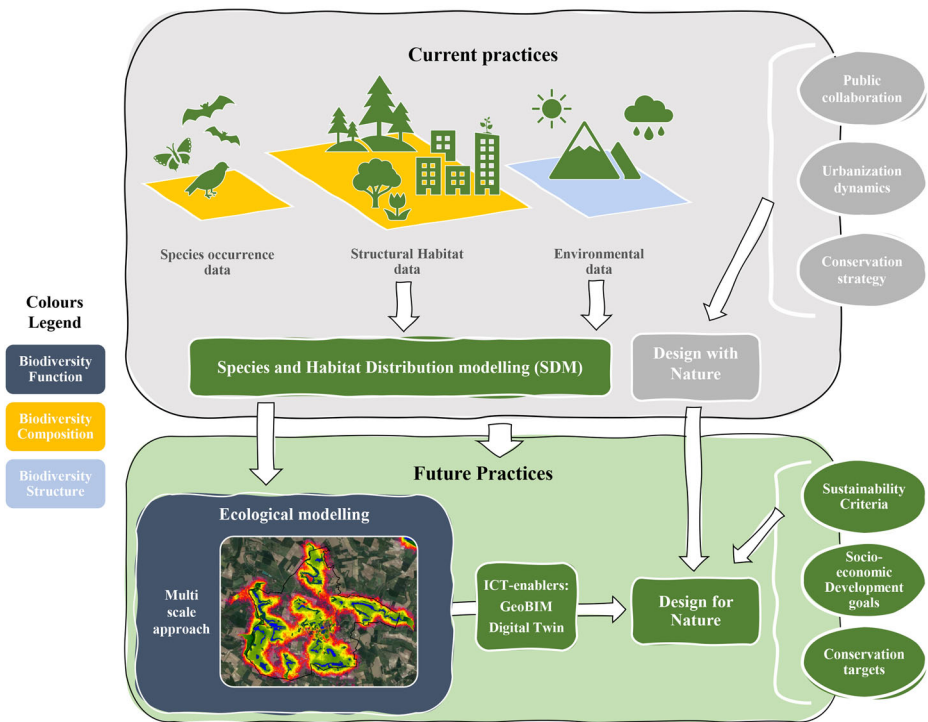 Current practices
Public
collaboration
Urbanization
dynamics
Conservation
strategy
Species occurrence
data
Structural Habitat
data
Environmental
data
Colours
Legend
Biodiversity
Function
Biodiversity
Composition
Biodiversity
Structure
Species and Habitat Distribution modelling (SDM)
Design with
Nature
Future Practices
Ecological modelling
Multi
scale
approach
ICT-enablers:
GeoBIM
Digital Twin
Design for
Nature
Sustainability
Criteria
Socio-
economic
Development
goals
Conservation
targets